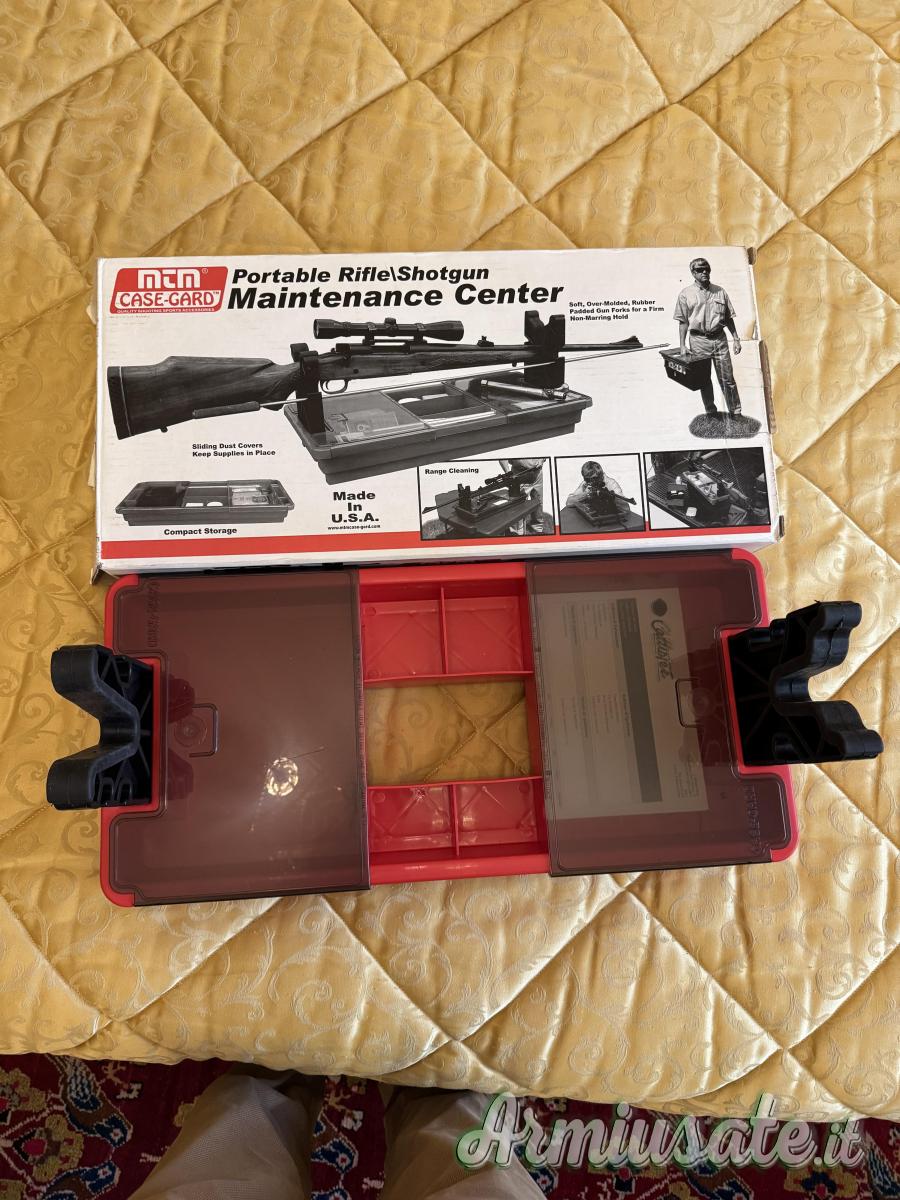 MTM®
CASE-GARD™
QUALITY SHOOTING SPORTS ACCESSORIES
Portable Rifle\Shotgun
Maintenance Center
Soft, Over-Molded, Rubber
Padded Gun Forks for a Firm
Non-Marring Hold
Sliding Dust Covers
Keep Supplies in Place
Range Cleaning
Made
In
U.S.A.
www.mtmcase-gard.com
Compact Storage
CASE-GARD
Armiusate.it